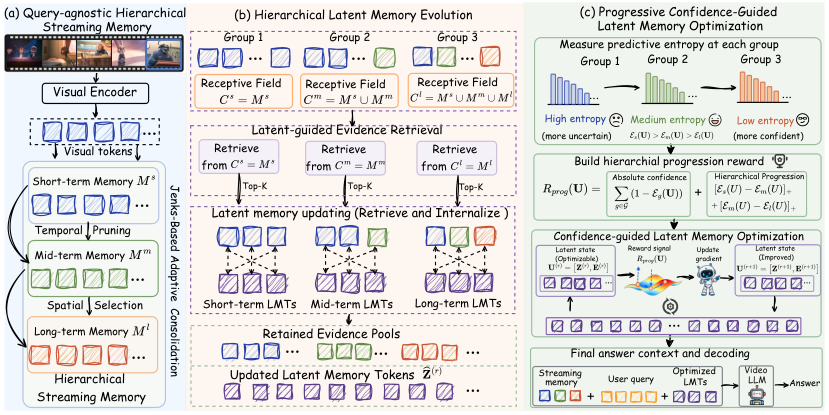 (a) Query-agnostic Hierarchical
Streaming Memory
Visual Encoder
Visual tokens
Short-term Memory M^s
Temporal Pruning
Mid-term Memory M^m
Spatial Selection
Long-term Memory M^l
Hierarchical
Streaming Memory
Jenks-Based Adaptive Consolidation
(b) Hierarchical Latent Memory Evolution
Group 1 Group 2 Group 3
Receptive Field Receptive Field Receptive Field
C^s = M^s C^m = M^s ∪ M^m C^l = M^s ∪ M^m ∪ M^l
Latent-guided Evidence Retrieval
Retrieve Retrieve Retrieve
from C^s = M^s from C^m = M^m from C^l = M^l
Top-K Top-K Top-K
Latent memory updating (Retrieve and Internalize )
Short-term LMTs Mid-term LMTs Long-term LMTs
Retained Evidence Pools
Updated Latent Memory Tokens Ẑ^(r)
(c) Progressive Confidence-Guided
Latent Memory Optimization
Measure predictive entropy at each group
Group 1 Group 2 Group 3
High entropy Medium entropy Low entropy
(more uncertain) ℰ_s(U) > ℰ_m(U) > ℰ_l(U) (more confident)
Build hierarchial progression reward
R_prog(U) =
Absolute confidence
∑_{g∈𝒢} (1 − ℰ_g(U))
+
Hierarchical Progression
[ℰ_s(U) − ℰ_m(U)]_+
+ [ℰ_m(U) − ℰ_l(U)]_+
Confidence-guided Latent Memory Optimization
Latent state
(Optimizable)
U^(r) = [Z^(r), E^(r)]
Reward signal
R_prog(U)
Update
gradient
Latent state
(Improved)
U^(r+1) = [Z^(r+1), E^(r+1)]
Final answer context and decoding
Streaming
memory
+
User query
+
Optimized
LMTs
Video
LLM
Answer